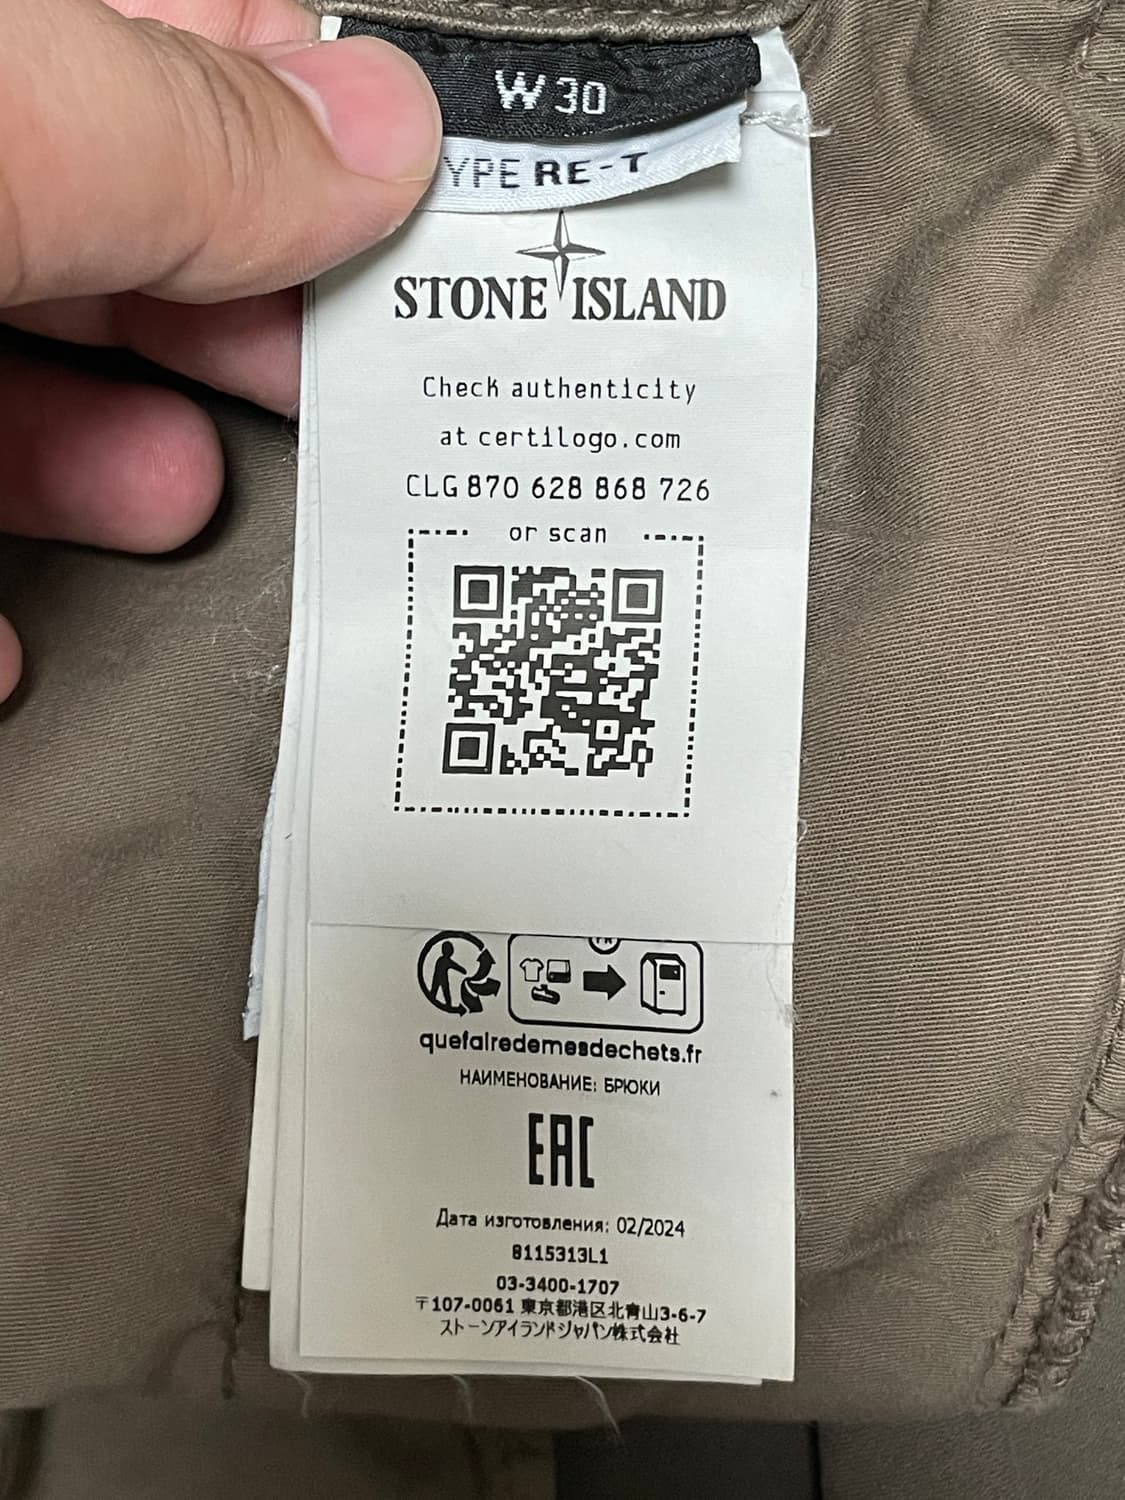 W 30
YPE RE-T
STONE ISLAND
Check authenticity
at certilogo.com
CLG 870 628 868 726
or scan
FR
quefairedemesdechets.fr
НАИМЕНОВАНИЕ: БРЮКИ
EAC
Дата изготовления: 02/2024
8115313L1
03-3400-1707
〒107-0061 東京都港区北青山3-6-7
ストーンアイランドジャパン株式会社